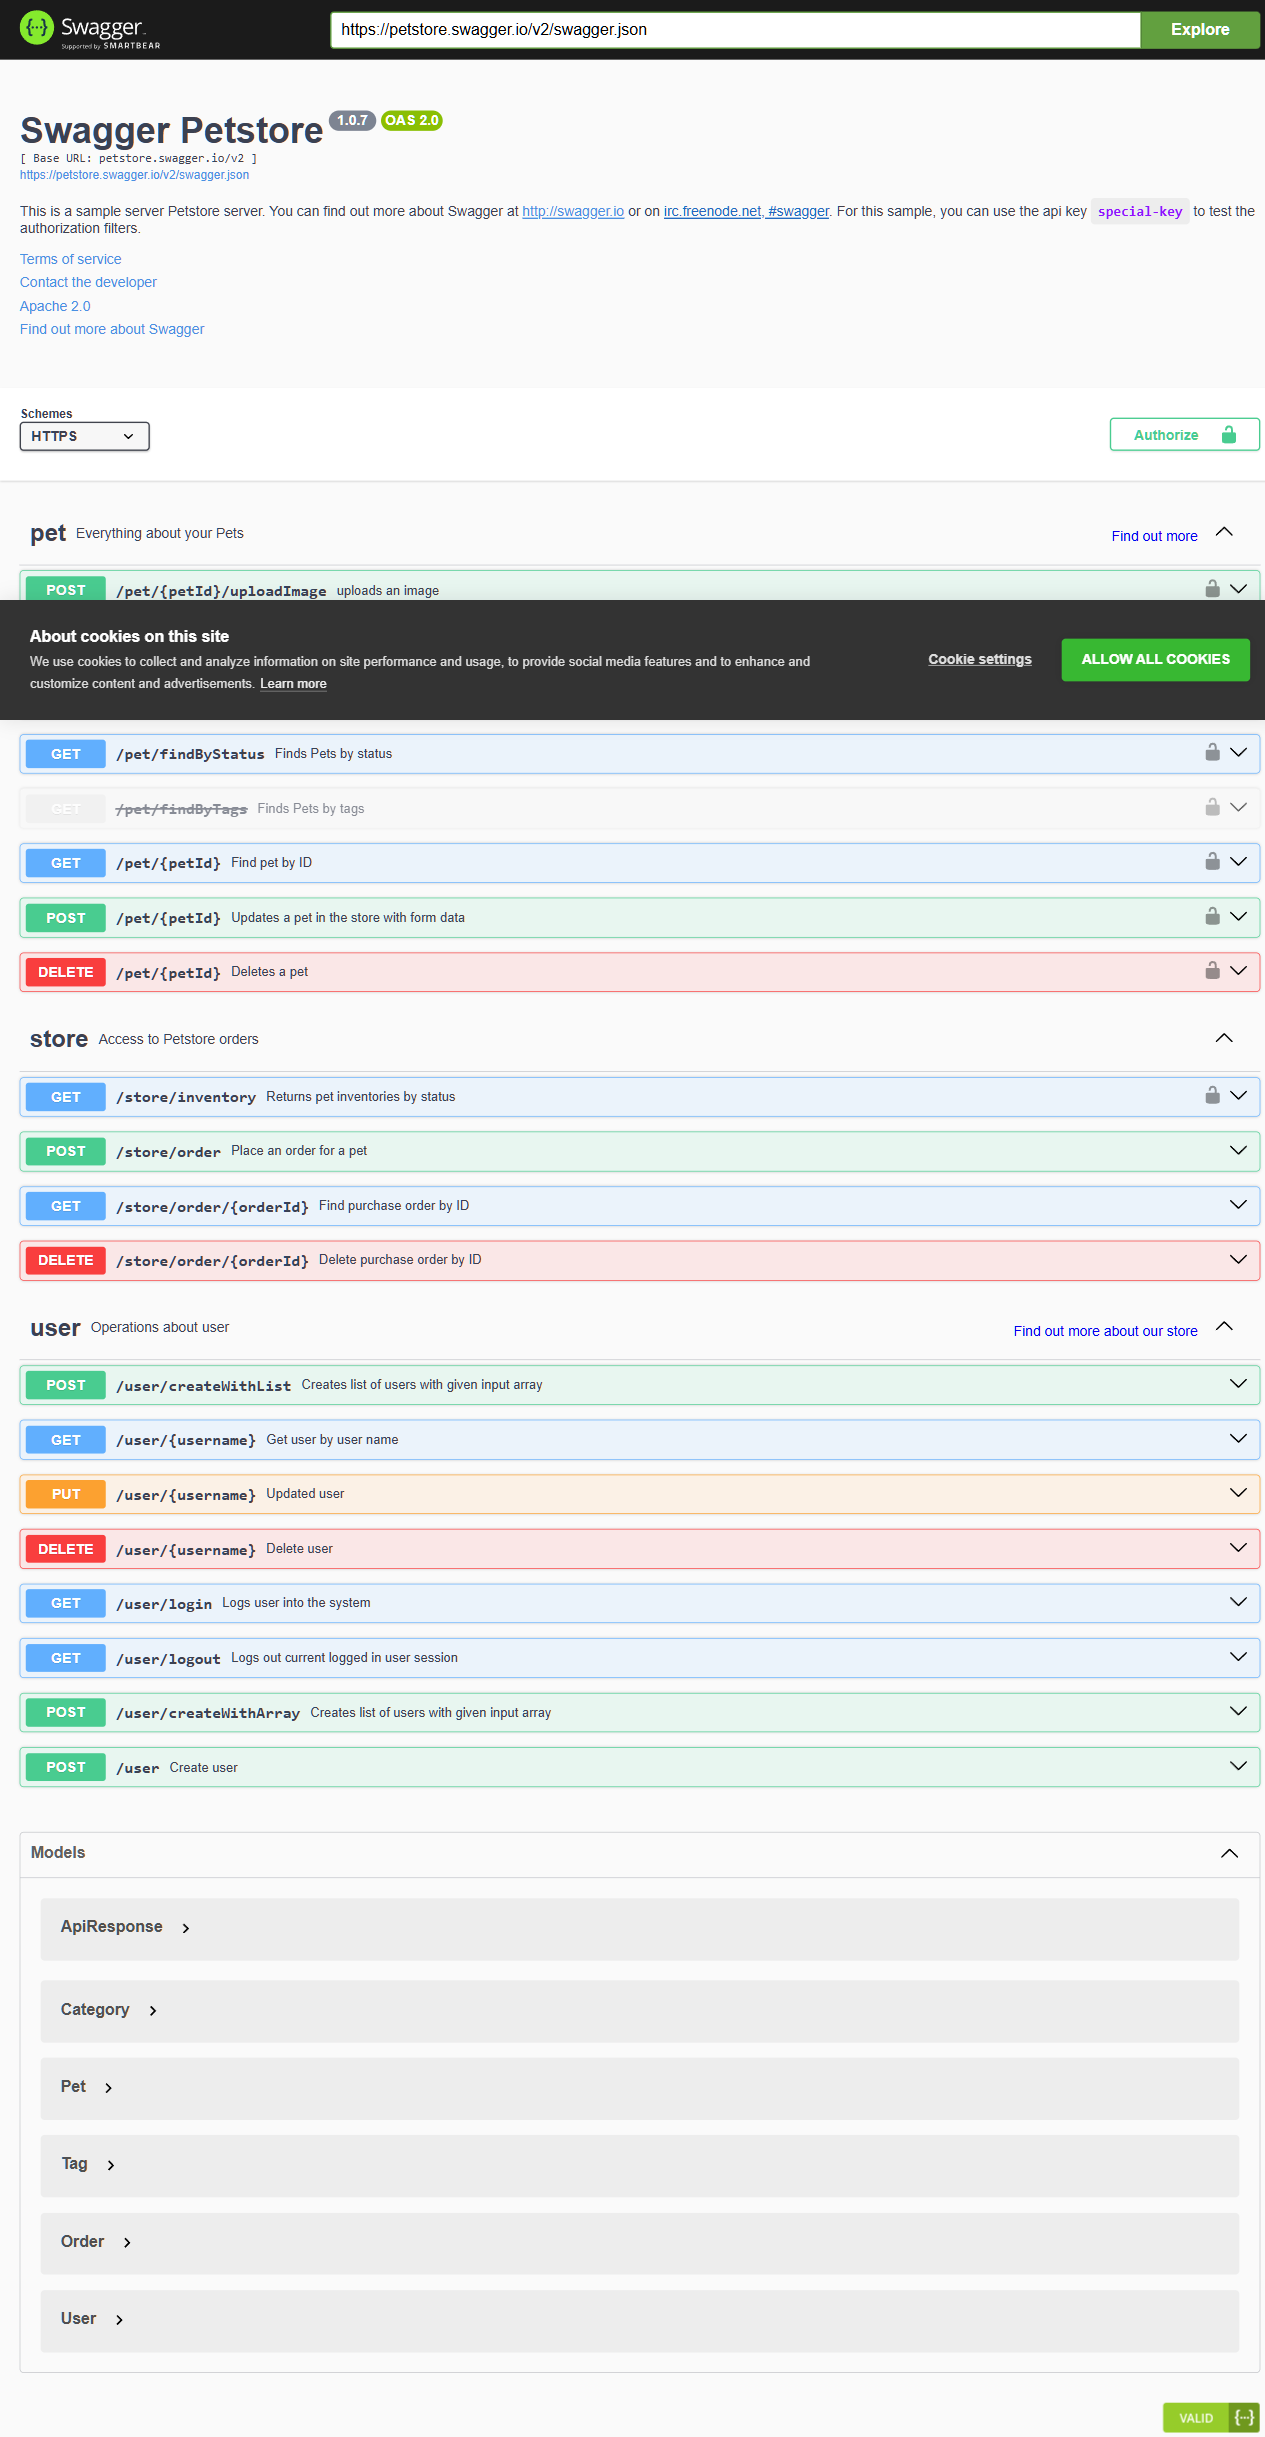 Swagger
Supported by SMARTBEAR
https://petstore.swagger.io/v2/swagger.json
Explore
Swagger Petstore 1.0.7 OAS 2.0
[ Base URL: petstore.swagger.io/v2 ]
https://petstore.swagger.io/v2/swagger.json
This is a sample server Petstore server. You can find out more about Swagger at http://swagger.io or on irc.freenode.net, #swagger. For this sample, you can use the api key special-key to test the
authorization filters.
Terms of service
Contact the developer
Apache 2.0
Find out more about Swagger
Schemes
HTTPS
Authorize
pet Everything about your Pets Find out more
POST /pet/{petId}/uploadImage uploads an image
About cookies on this site
We use cookies to collect and analyze information on site performance and usage, to provide social media features and to enhance and
customize content and advertisements. Learn more
Cookie settings
ALLOW ALL COOKIES
GET /pet/findByStatus Finds Pets by status
GET /pet/findByTags Finds Pets by tags
GET /pet/{petId} Find pet by ID
POST /pet/{petId} Updates a pet in the store with form data
DELETE /pet/{petId} Deletes a pet
store Access to Petstore orders
GET /store/inventory Returns pet inventories by status
POST /store/order Place an order for a pet
GET /store/order/{orderId} Find purchase order by ID
DELETE /store/order/{orderId} Delete purchase order by ID
user Operations about user Find out more about our store
POST /user/createWithList Creates list of users with given input array
GET /user/{username} Get user by user name
PUT /user/{username} Updated user
DELETE /user/{username} Delete user
GET /user/login Logs user into the system
GET /user/logout Logs out current logged in user session
POST /user/createWithArray Creates list of users with given input array
POST /user Create user
Models
ApiResponse
Category
Pet
Tag
Order
User
VALID {···}